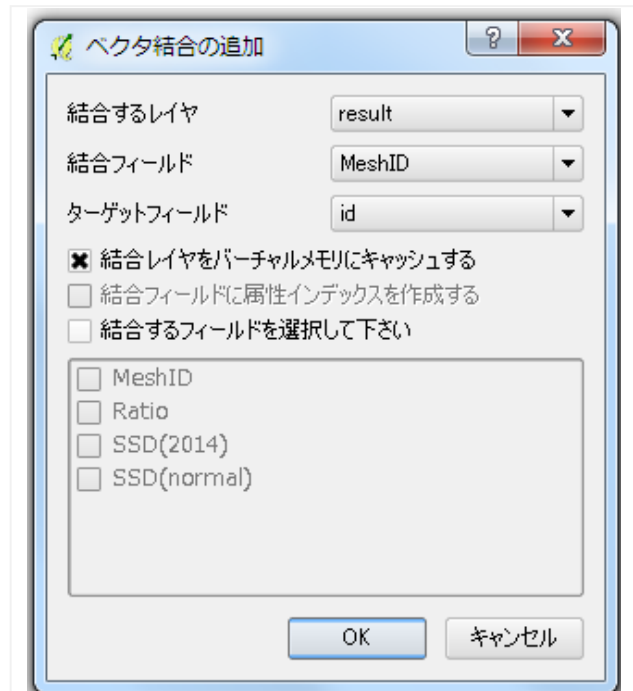 ベクタ結合の追加
? x
結合するレイヤ result
結合フィールド MeshID
ターゲットフィールド id
結合レイヤをバーチャルメモリにキャッシュする
結合フィールドに属性インデックスを作成する
結合するフィールドを選択して下さい
MeshID
Ratio
SSD(2014)
SSD(normal)
OK キャンセル